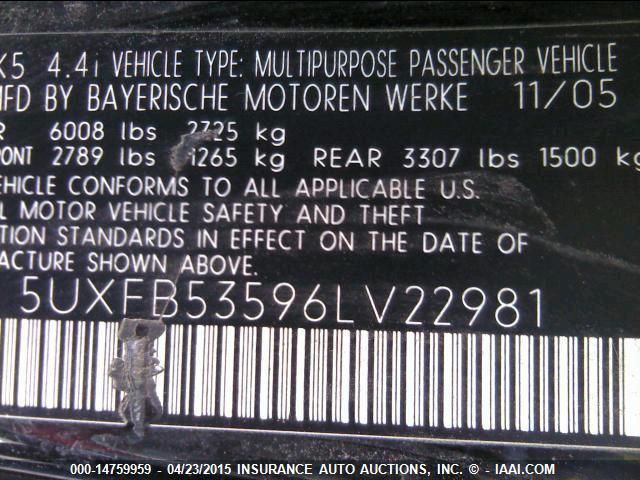 X5 4.4i VEHICLE TYPE: MULTIPURPOSE PASSENGER VEHICLE
MFD BY BAYERISCHE MOTOREN WERKE 11/05
R 6008 lbs 2725 kg
RONT 2789 lbs 1265 kg REAR 3307 lbs 1500 kg
EHICLE CONFORMS TO ALL APPLICABLE U.S.
L MOTOR VEHICLE SAFETY AND THEFT
TION STANDARDS IN EFFECT ON THE DATE OF
ACTURE SHOWN ABOVE.
5UXFB53596LV22981
000-14759959 - 04/23/2015 INSURANCE AUTO AUCTIONS, INC. - © IAAI.COM